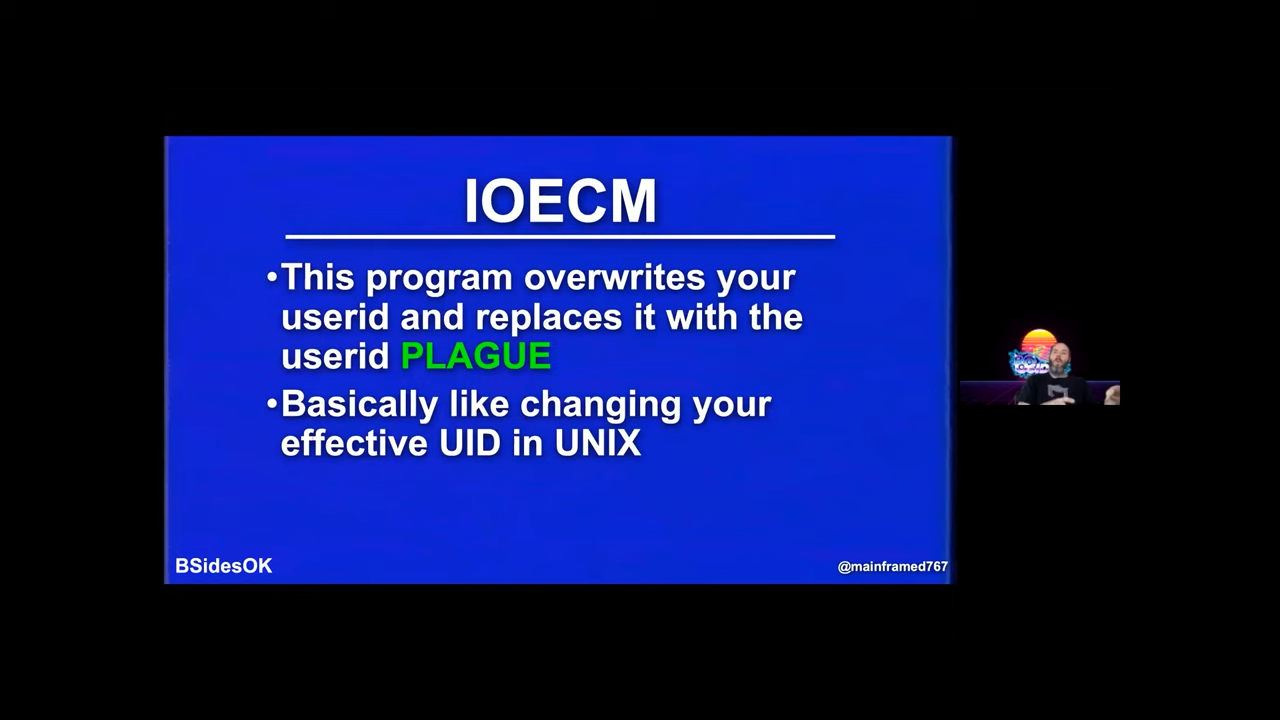 IOECM
•This program overwrites your
userid and replaces it with the
userid PLAGUE
•Basically like changing your
effective UID in UNIX
BSidesOK
@mainframed767